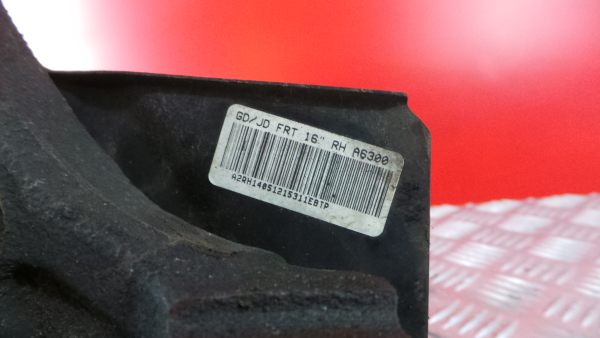 GD/JD FRT 16" RH A6300
A2RH14051215311E8TP